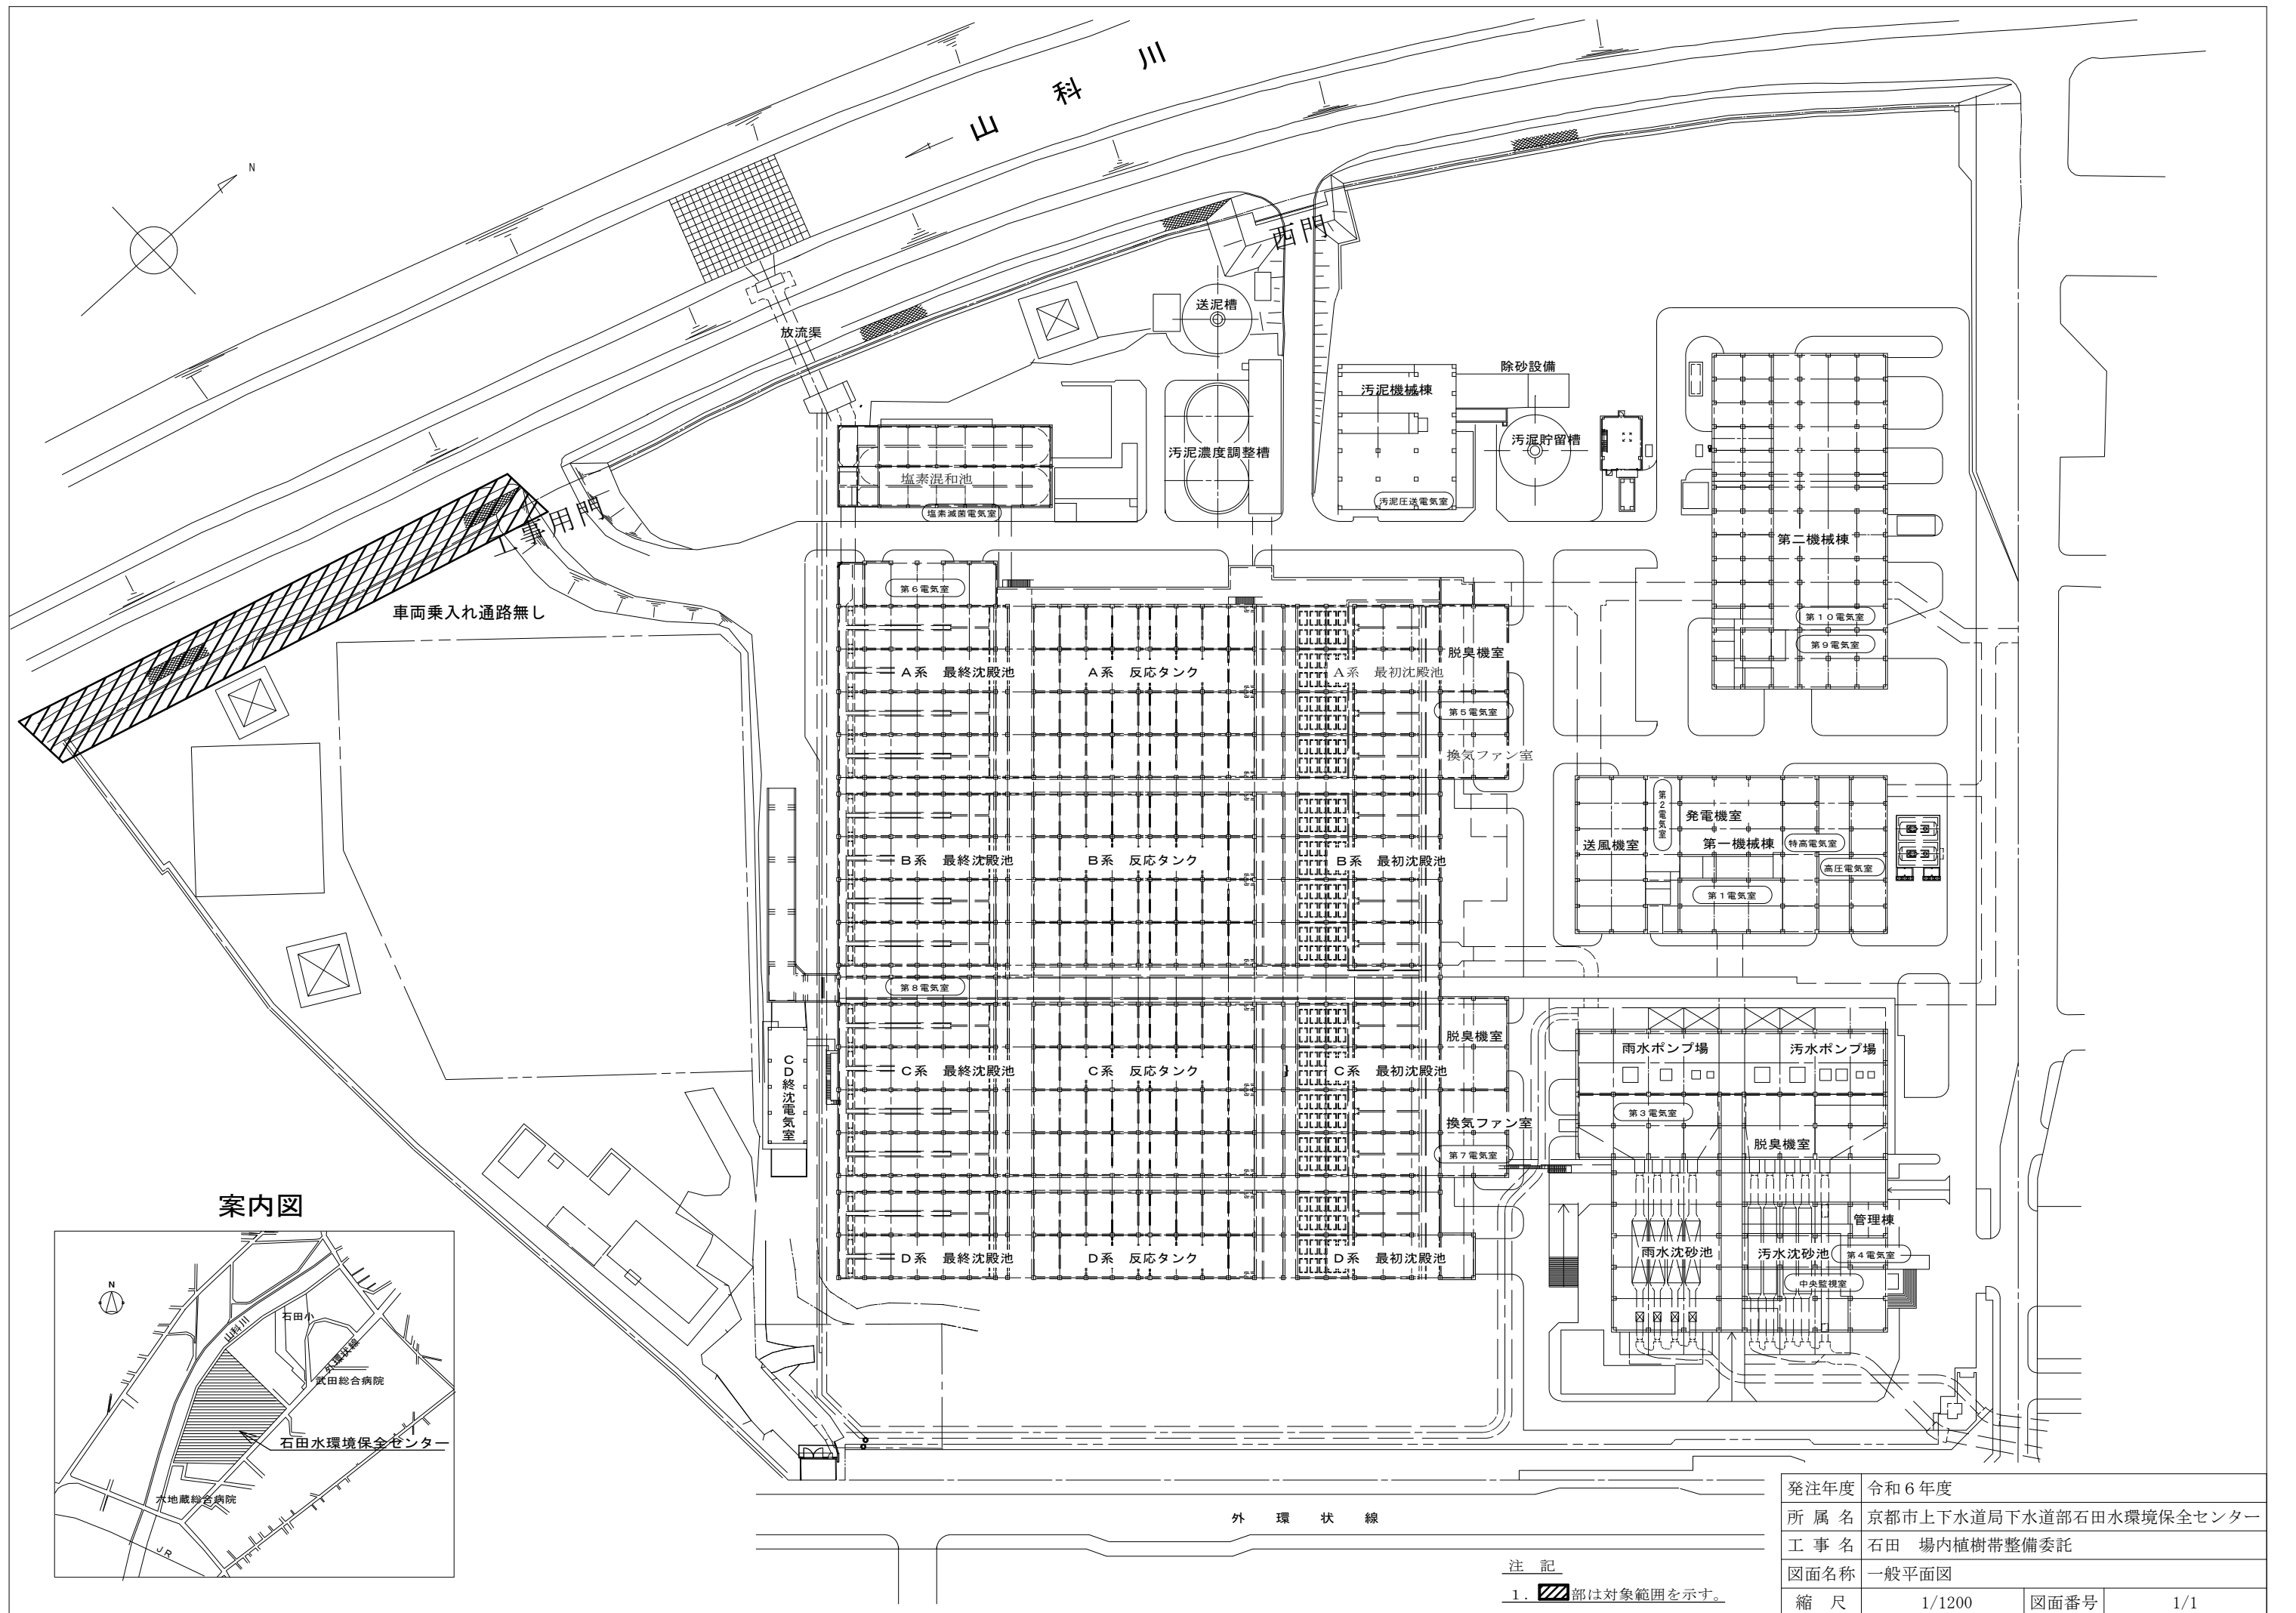 山科川
N
西門
送泥槽
放流渠
除砂設備
汚泥機械棟
汚泥貯留槽
汚泥濃度調整槽
塩素混和池
汚泥圧送電気室
塩素滅菌電気室
工事用門
第二機械棟
第６電気室
車両乗入れ通路無し
第１０電気室
第９電気室
脱臭機室
A系　最終沈殿池
A系　反応タンク
A系　最初沈殿池
第５電気室
換気ファン室
第２電気室
発電機室
送風機室
第一機械棟
特高電気室
高圧電気室
第１電気室
B系　最終沈殿池
B系　反応タンク
B系　最初沈殿池
第８電気室
脱臭機室
雨水ポンプ場
汚水ポンプ場
CD終沈電気室
C系　最終沈殿池
C系　反応タンク
C系　最初沈殿池
第３電気室
換気ファン室
脱臭機室
第７電気室
管理棟
D系　最終沈殿池
D系　反応タンク
D系　最初沈殿池
雨水沈砂池
汚水沈砂池
第４電気室
中央監視室
案内図
N
石田小
山科川
外環状線
武田総合病院
石田水環境保全センター
六地蔵総合病院
JR
外環状線
注記
1．部は対象範囲を示す。
発注年度　令和６年度
所属名　京都市上下水道局下水道部石田水環境保全センター
工事名　石田　場内植樹帯整備委託
図面名称　一般平面図
縮尺　1/1200　図面番号　1/1